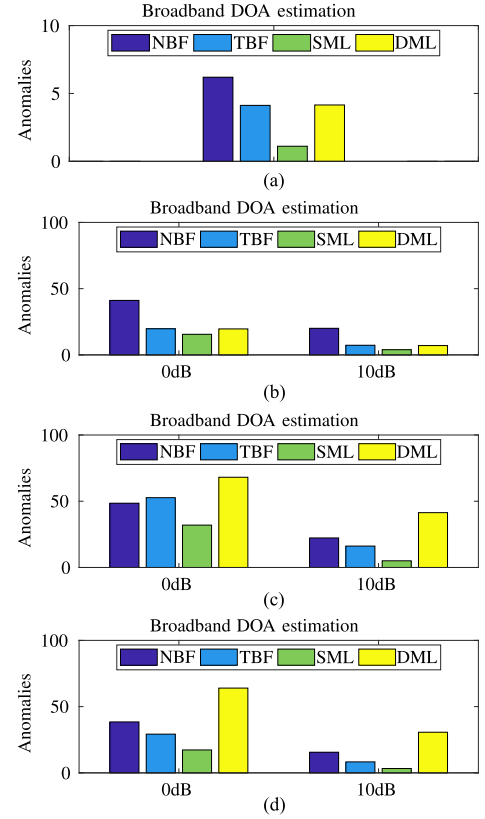 Broadband DOA estimation
10
NBF TBF SML DML
5
Anomalies
0
(a)
Broadband DOA estimation
100
NBF TBF SML DML
50
Anomalies
0
0dB 10dB
(b)
Broadband DOA estimation
100
NBF TBF SML DML
50
Anomalies
0
0dB 10dB
(c)
Broadband DOA estimation
100
NBF TBF SML DML
50
Anomalies
0
0dB 10dB
(d)